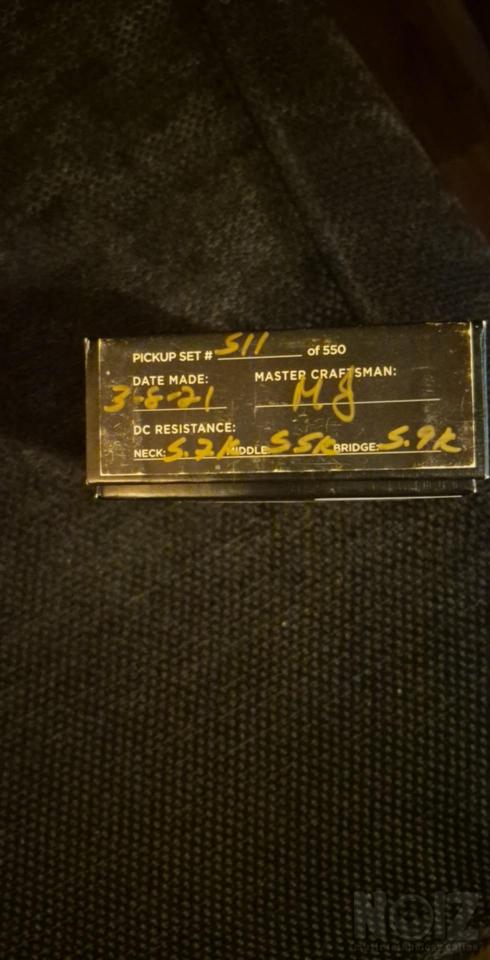 PICKUP SET # 511 of 550
DATE MADE: MASTER CRAFTSMAN:
3-8-21 MJ
DC RESISTANCE:
NECK: 5.7K MIDDLE 5.5K BRIDGE: 5.9K
NOIZ